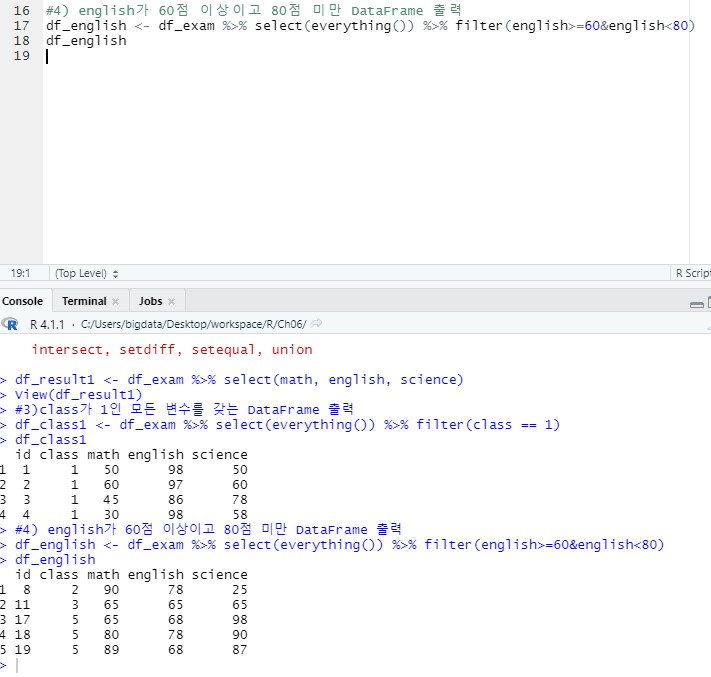 16 #4) english가 60점 이상이고 80점 미만 DataFrame 출력
17 df_english <- df_exam %>% select(everything()) %>% filter(english>=60&english<80)
18 df_english
19
19:1 (Top Level) R Script
Console Terminal Jobs
R 4.1.1 · C:/Users/bigdata/Desktop/workspace/R/Ch06/
intersect, setdiff, setequal, union
> df_result1 <- df_exam %>% select(math, english, science)
> View(df_result1)
> #3)class가 1인 모든 변수를 갖는 DataFrame 출력
> df_class1 <- df_exam %>% select(everything()) %>% filter(class == 1)
> df_class1
id class math english science
1 1 1 50 98 50
2 2 1 60 97 60
3 3 1 45 86 78
4 4 1 30 98 58
> #4) english가 60점 이상이고 80점 미만 DataFrame 출력
> df_english <- df_exam %>% select(everything()) %>% filter(english>=60&english<80)
> df_english
id class math english science
1 8 2 90 78 25
2 11 3 65 65 65
3 17 5 65 68 98
4 18 5 80 78 90
5 19 5 89 68 87
>